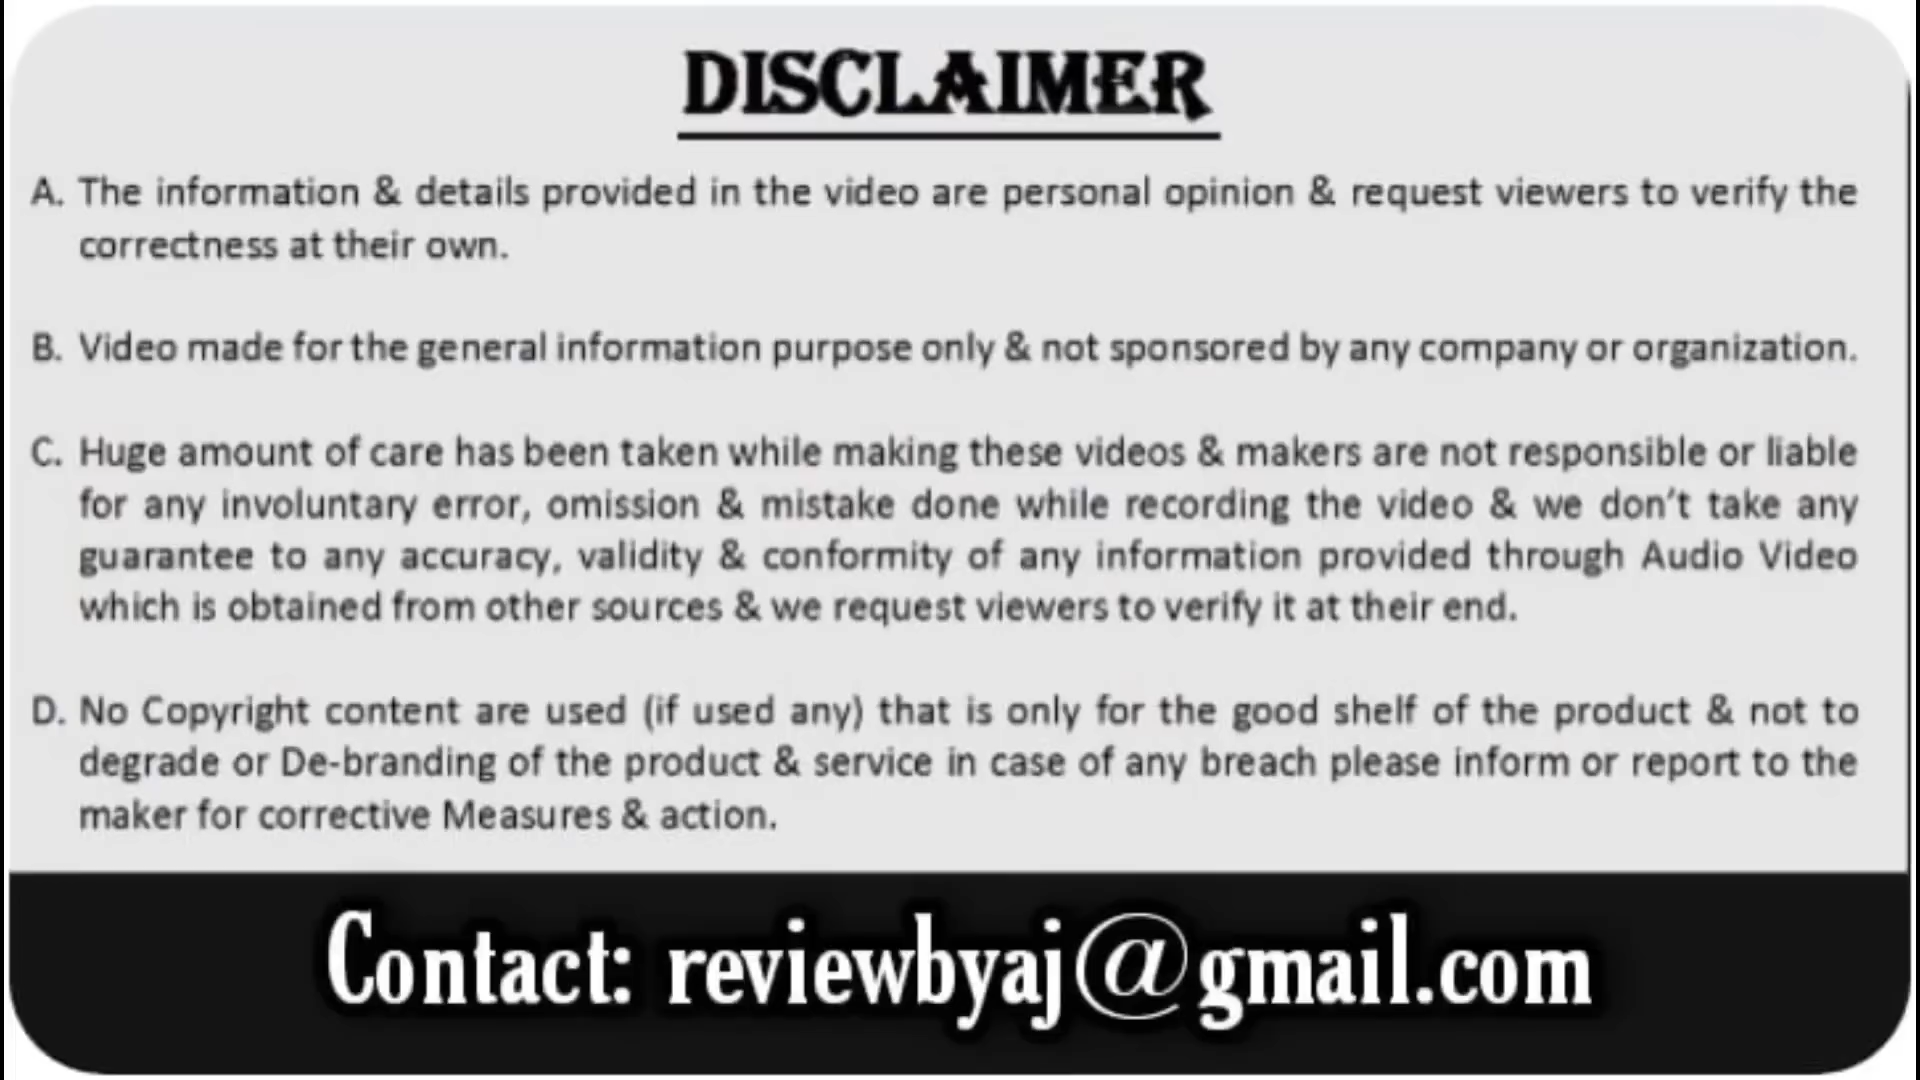 DISCLAIMER
A. The information & details provided in the video are personal opinion & request viewers to verify the
correctness at their own.
B. Video made for the general information purpose only & not sponsored by any company or organization.
C. Huge amount of care has been taken while making these videos & makers are not responsible or liable
for any involuntary error, omission & mistake done while recording the video & we don't take any
guarantee to any accuracy, validity & conformity of any information provided through Audio Video
which is obtained from other sources & we request viewers to verify it at their end.
D. No Copyright content are used (if used any) that is only for the good shelf of the product & not to
degrade or De-branding of the product & service in case of any breach please inform or report to the
maker for corrective Measures & action.
Contact: reviewbyaj@gmail.com